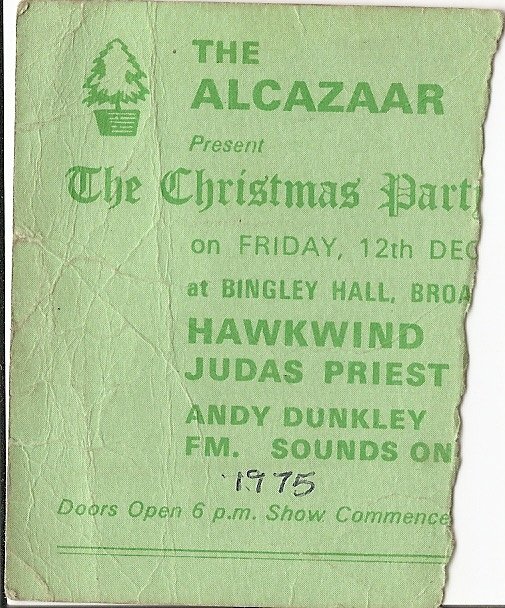 THE
ALCAZAAR
Present
The Christmas Part
on FRIDAY, 12th DEC
at BINGLEY HALL, BROA
HAWKWIND
JUDAS PRIEST
ANDY DUNKLEY
FM. SOUNDS ON
1975
Doors Open 6 p.m. Show Commence